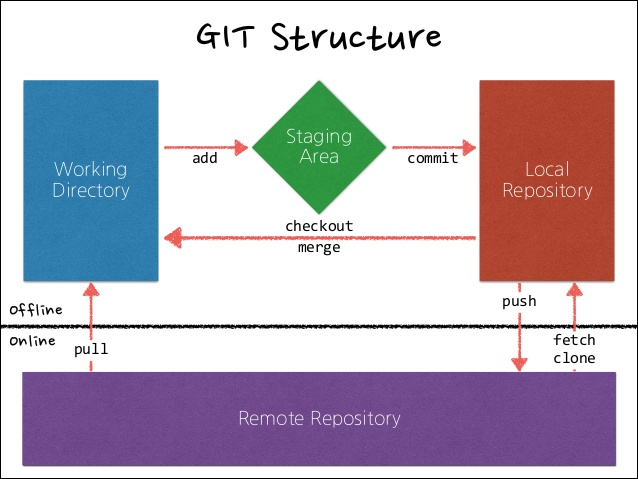 GIT Structure
Working
Directory
add
Staging
Area
commit
Local
Repository
checkout
merge
Offline
Online
pull
push
fetch
clone
Remote Repository